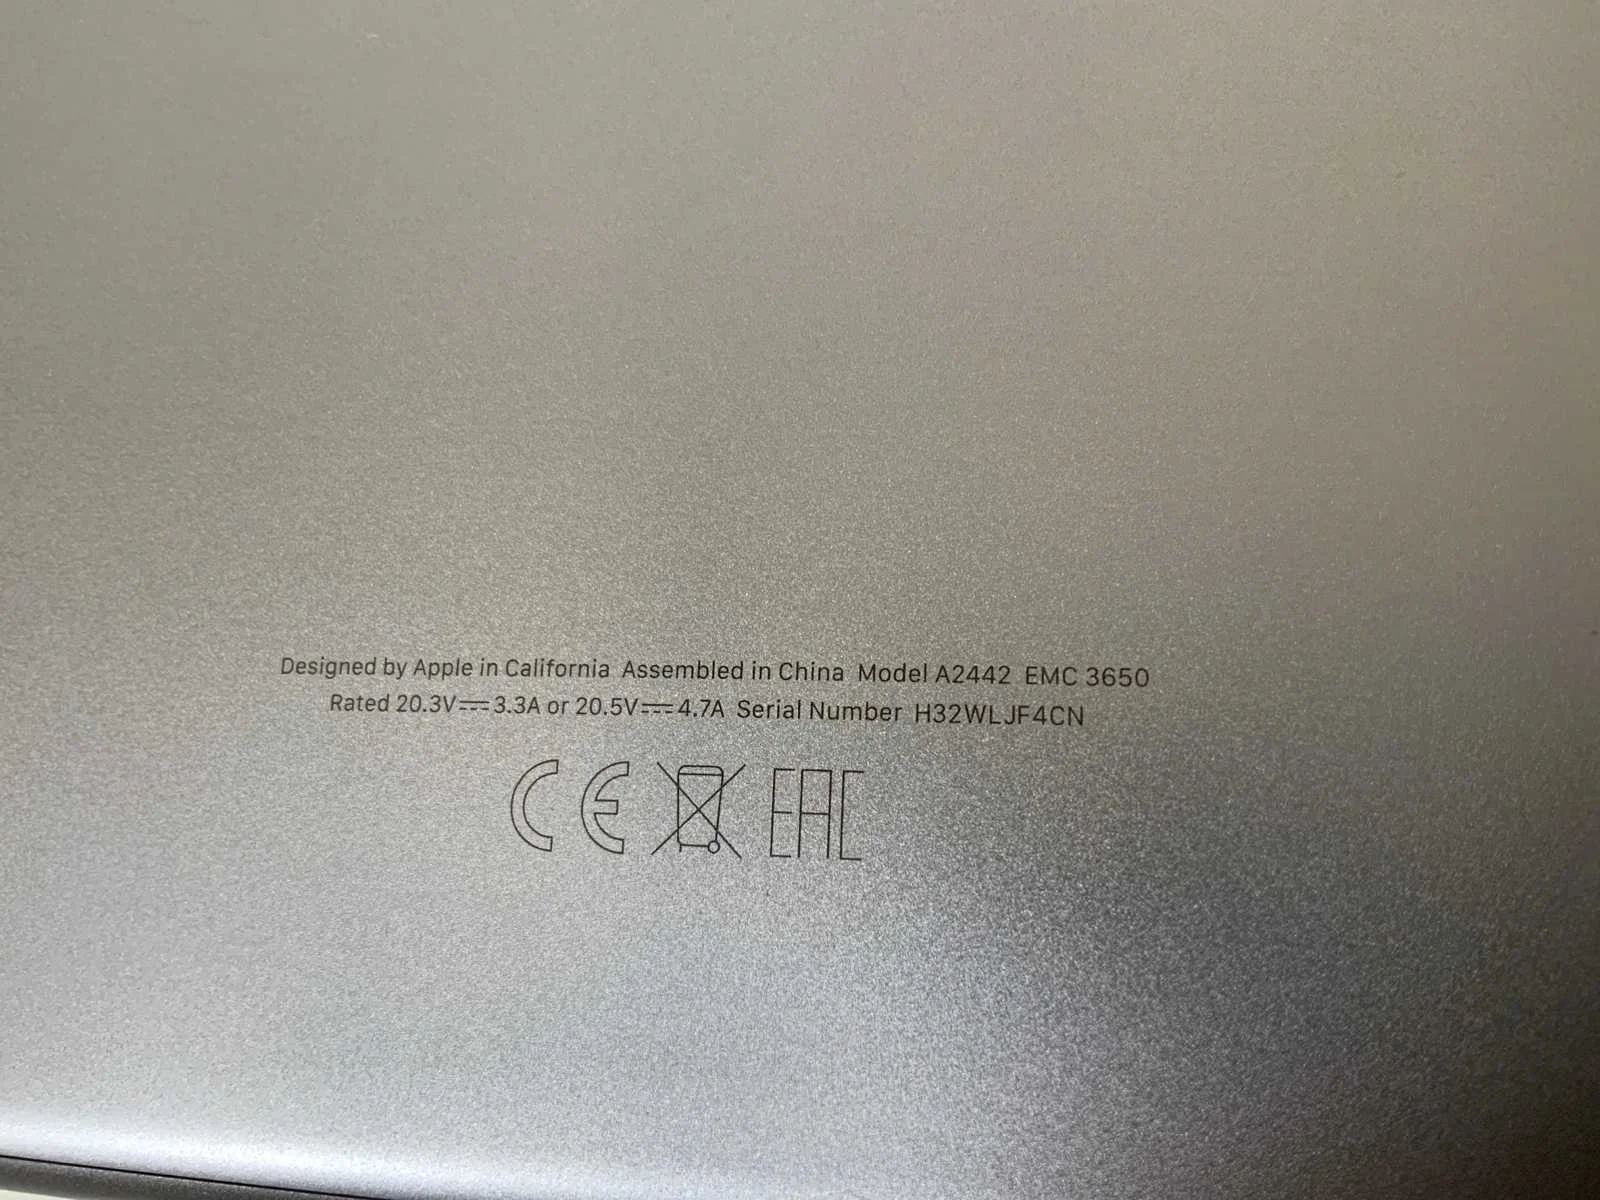 Designed by Apple in California Assembled in China Model A2442 EMC 3650
Rated 20.3V⎓3.3A or 20.5V⎓4.7A Serial Number H32WLJF4CN
CE EAC